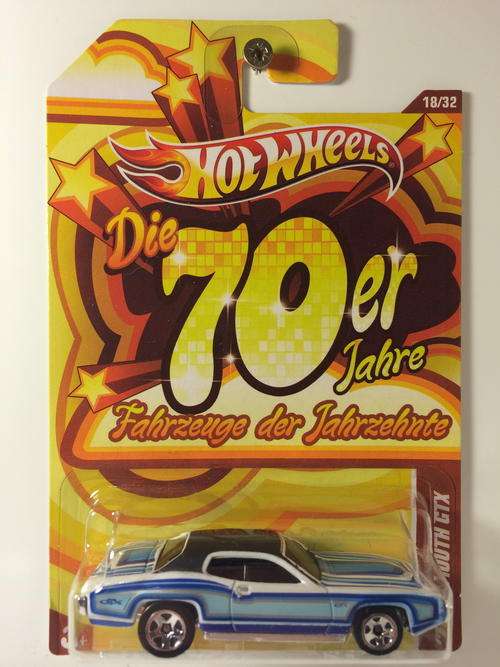 18/32
HOT WHEELS
Die
70er
Jahre
Fahrzeuge der Jahrzehnte
GTX